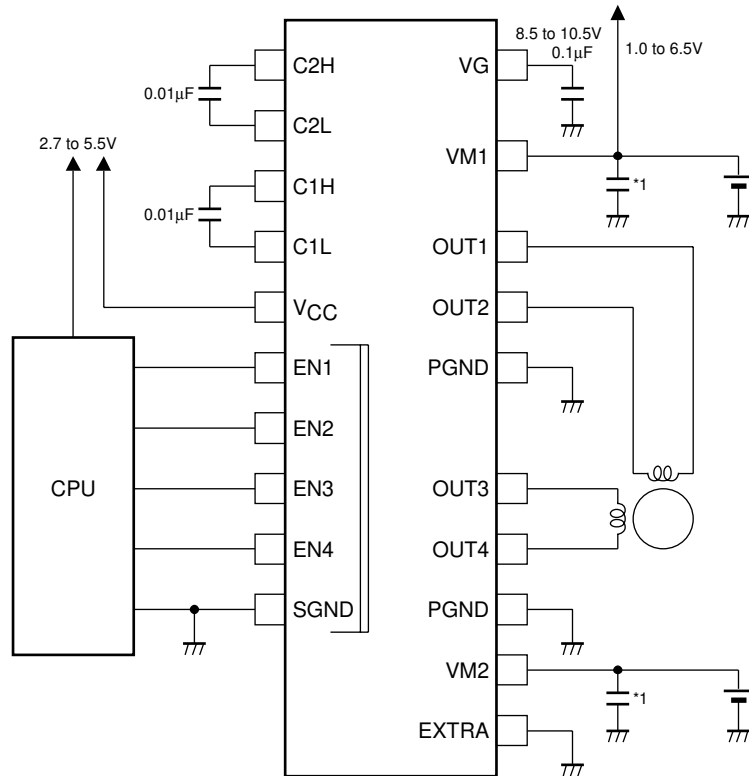 8.5 to 10.5V
0.1μF
1.0 to 6.5V
C2H
VG
0.01μF
C2L
2.7 to 5.5V
VM1
C1H
*1
0.01μF
C1L
OUT1
VCC
OUT2
EN1
PGND
EN2
CPU
EN3
OUT3
EN4
OUT4
SGND
PGND
VM2
*1
EXTRA